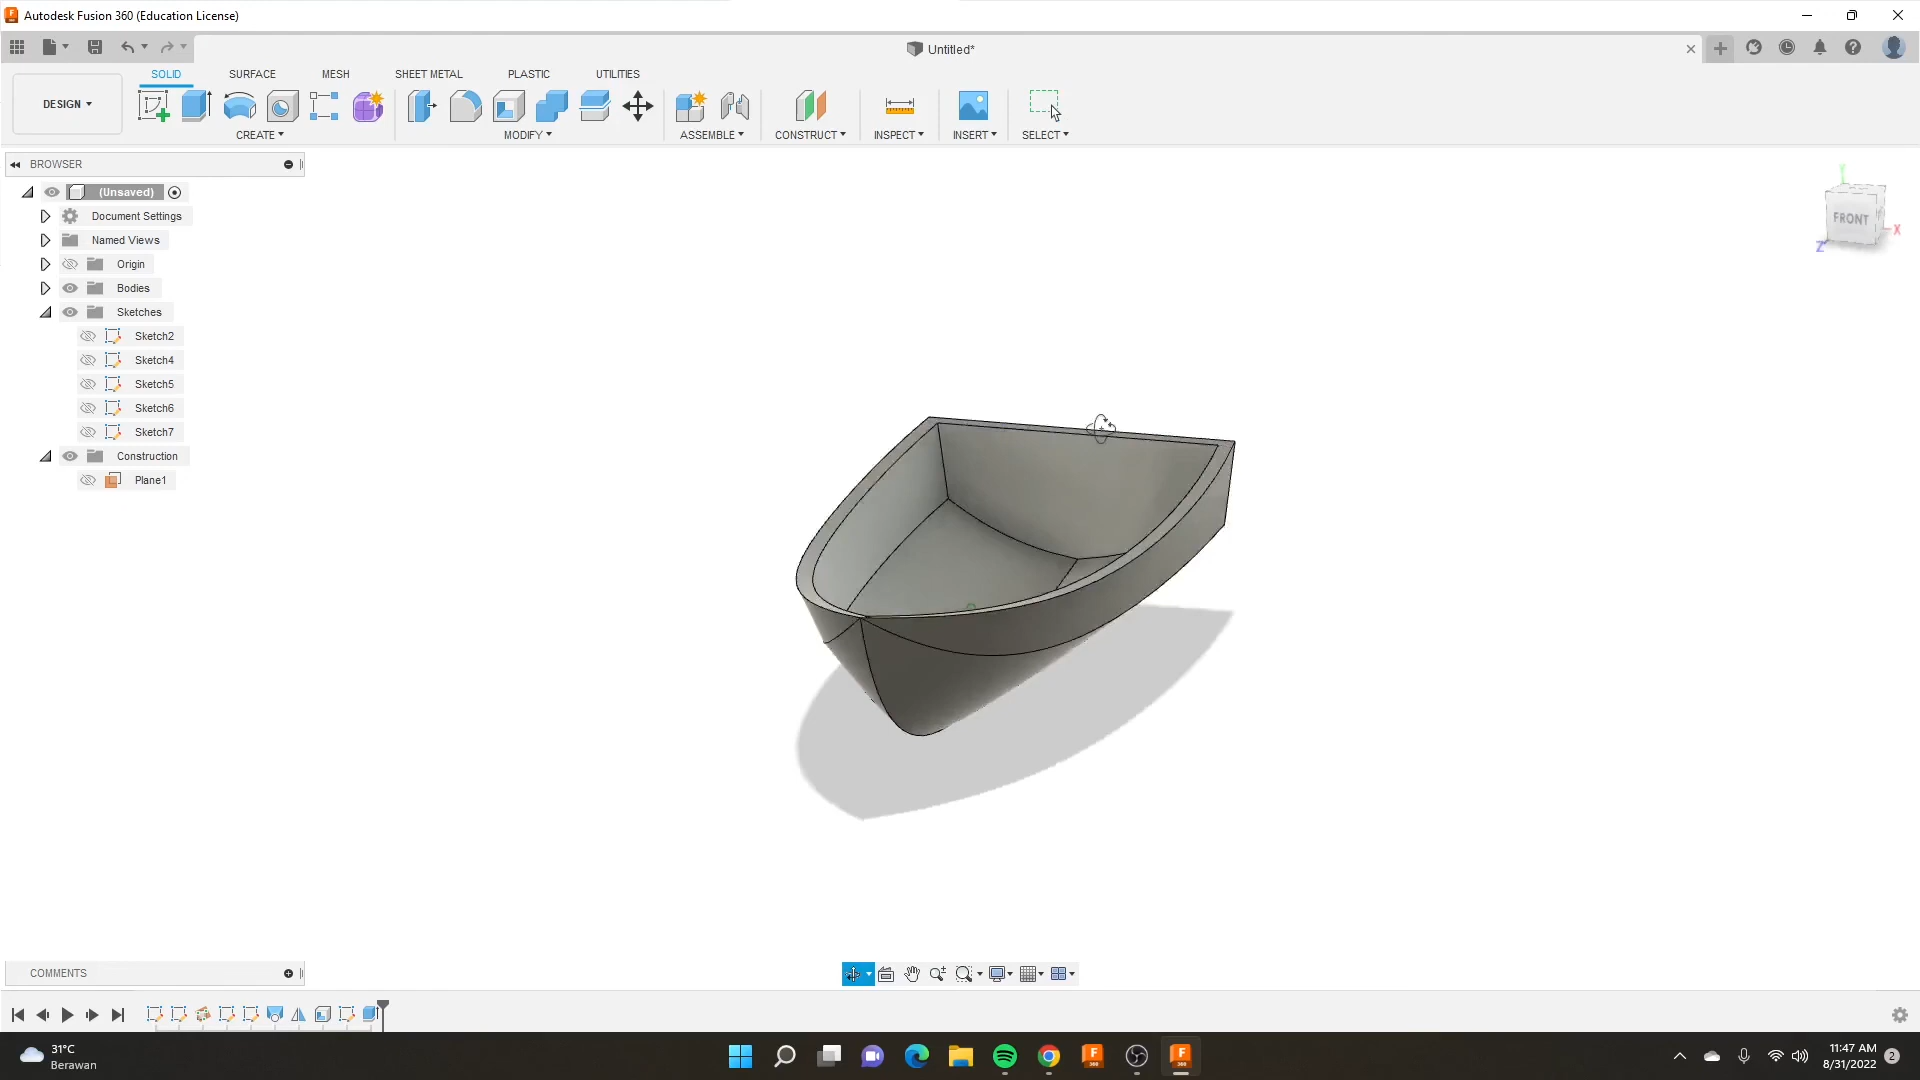 Autodesk Fusion 360 (Education License)
Untitled*
SOLID SURFACE MESH SHEET METAL PLASTIC UTILITIES
DESIGN
CREATE MODIFY ASSEMBLE CONSTRUCT INSPECT INSERT SELECT
BROWSER
(Unsaved)
Document Settings
Named Views
Origin
Bodies
Sketches
Sketch2
Sketch4
Sketch5
Sketch6
Sketch7
Construction
Plane1
Y
FRONT
X
Z
COMMENTS
31°C
Berawan
11:47 AM
8/31/2022
2